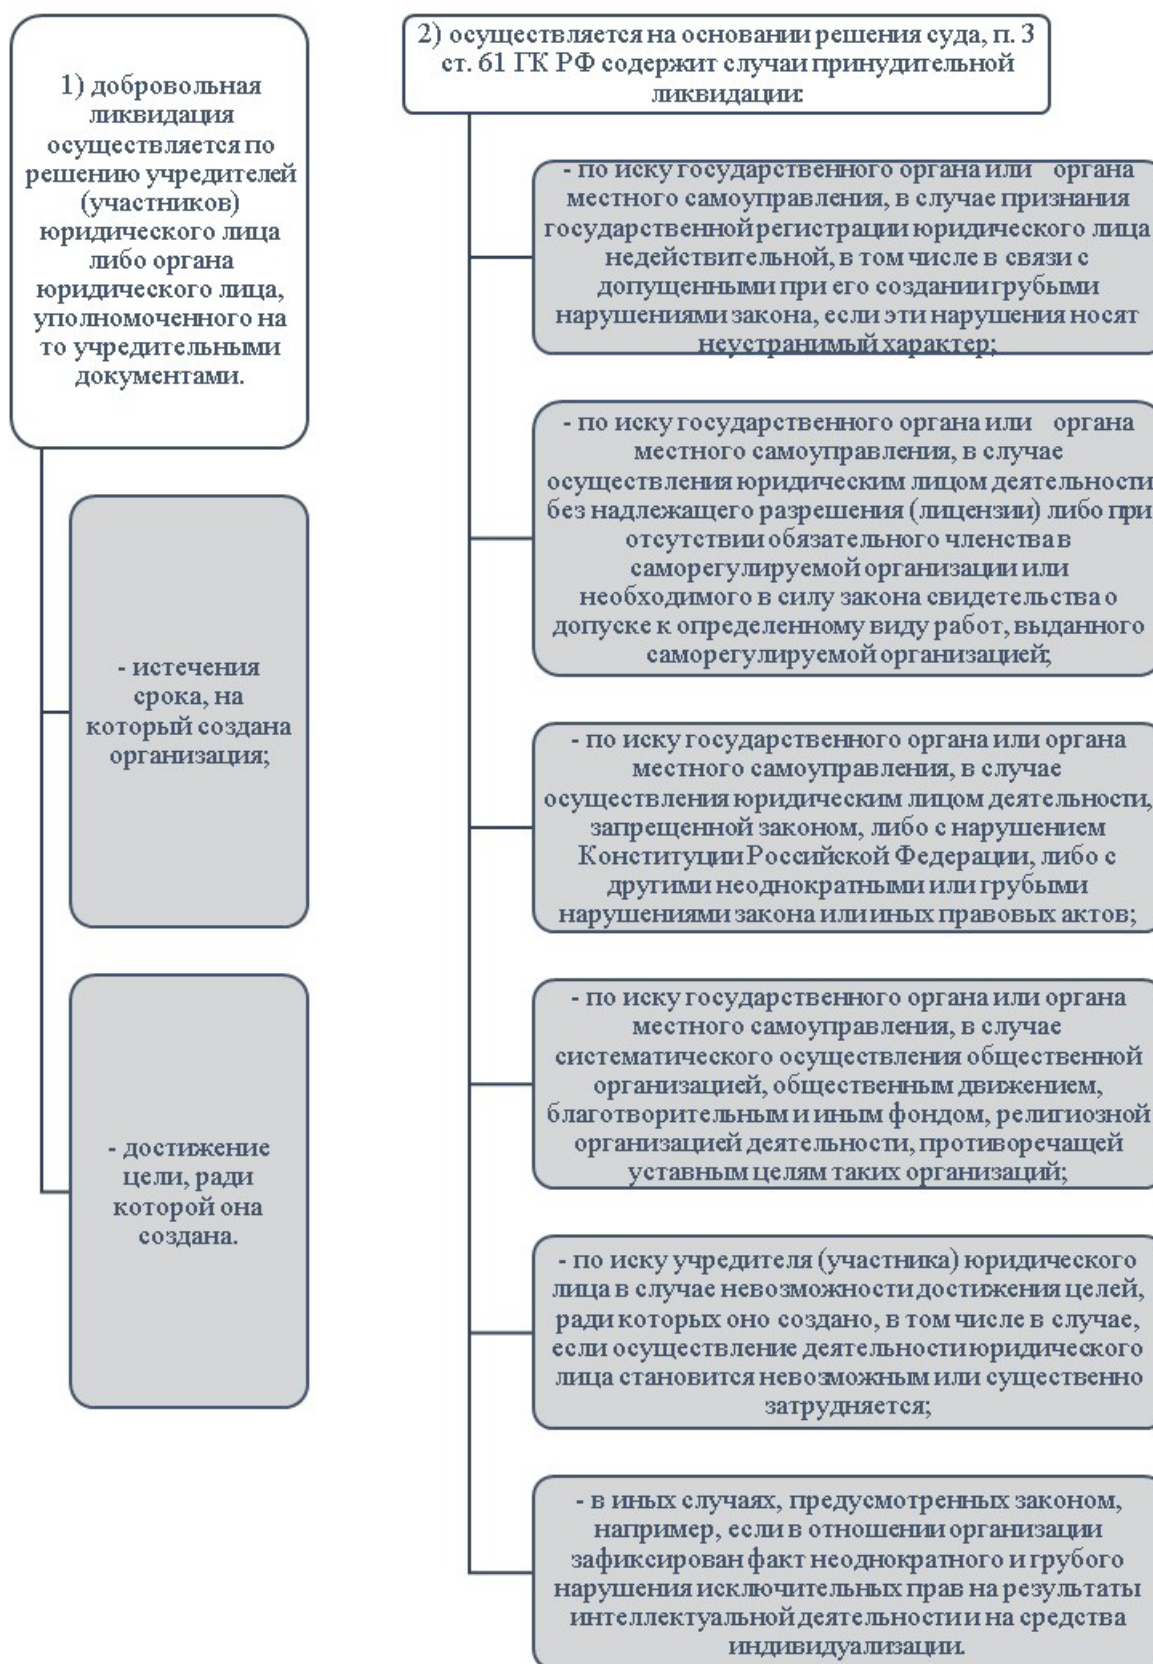 1) добровольная
ликвидация
осуществляется по
решению учредителей
(участников)
юридического лица
либо органа
юридического лица,
уполномоченного на
то учредительными
документами.
- истечения
срока, на
который создана
организация;
- достижение
цели, ради
которой она
создана.
2) осуществляется на основании решения суда, п. 3
ст. 61 ГК РФ содержит случаи принудительной
ликвидации:
- по иску государственного органа или органа
местного самоуправления, в случае признания
государственной регистрации юридического лица
недействительной, в том числе в связи с
допущенными при его создании грубыми
нарушениями закона, если эти нарушения носят
неустранимый характер;
- по иску государственного органа или органа
местного самоуправления, в случае
осуществления юридическим лицом деятельности
без надлежащего разрешения (лицензии) либо при
отсутствии обязательного членства в
саморегулируемой организации или
необходимого в силу закона свидетельства о
допуске к определенному виду работ, выданного
саморегулируемой организацией;
- по иску государственного органа или органа
местного самоуправления, в случае
осуществления юридическим лицом деятельности,
запрещенной законом, либо с нарушением
Конституции Российской Федерации, либо с
другими неоднократными или грубыми
нарушениями закона или иных правовых актов;
- по иску государственного органа или органа
местного самоуправления, в случае
систематического осуществления общественной
организацией, общественным движением,
благотворительным и иным фондом, религиозной
организацией деятельности, противоречащей
уставным целям таких организаций;
- по иску учредителя (участника) юридического
лица в случае невозможности достижения целей,
ради которых оно создано, в том числе в случае,
если осуществление деятельности юридического
лица становится невозможным или существенно
затрудняется;
- в иных случаях, предусмотренных законом,
например, если в отношении организации
зафиксирован факт неоднократного и грубого
нарушения исключительных прав на результаты
интеллектуальной деятельности и на средства
индивидуализации.